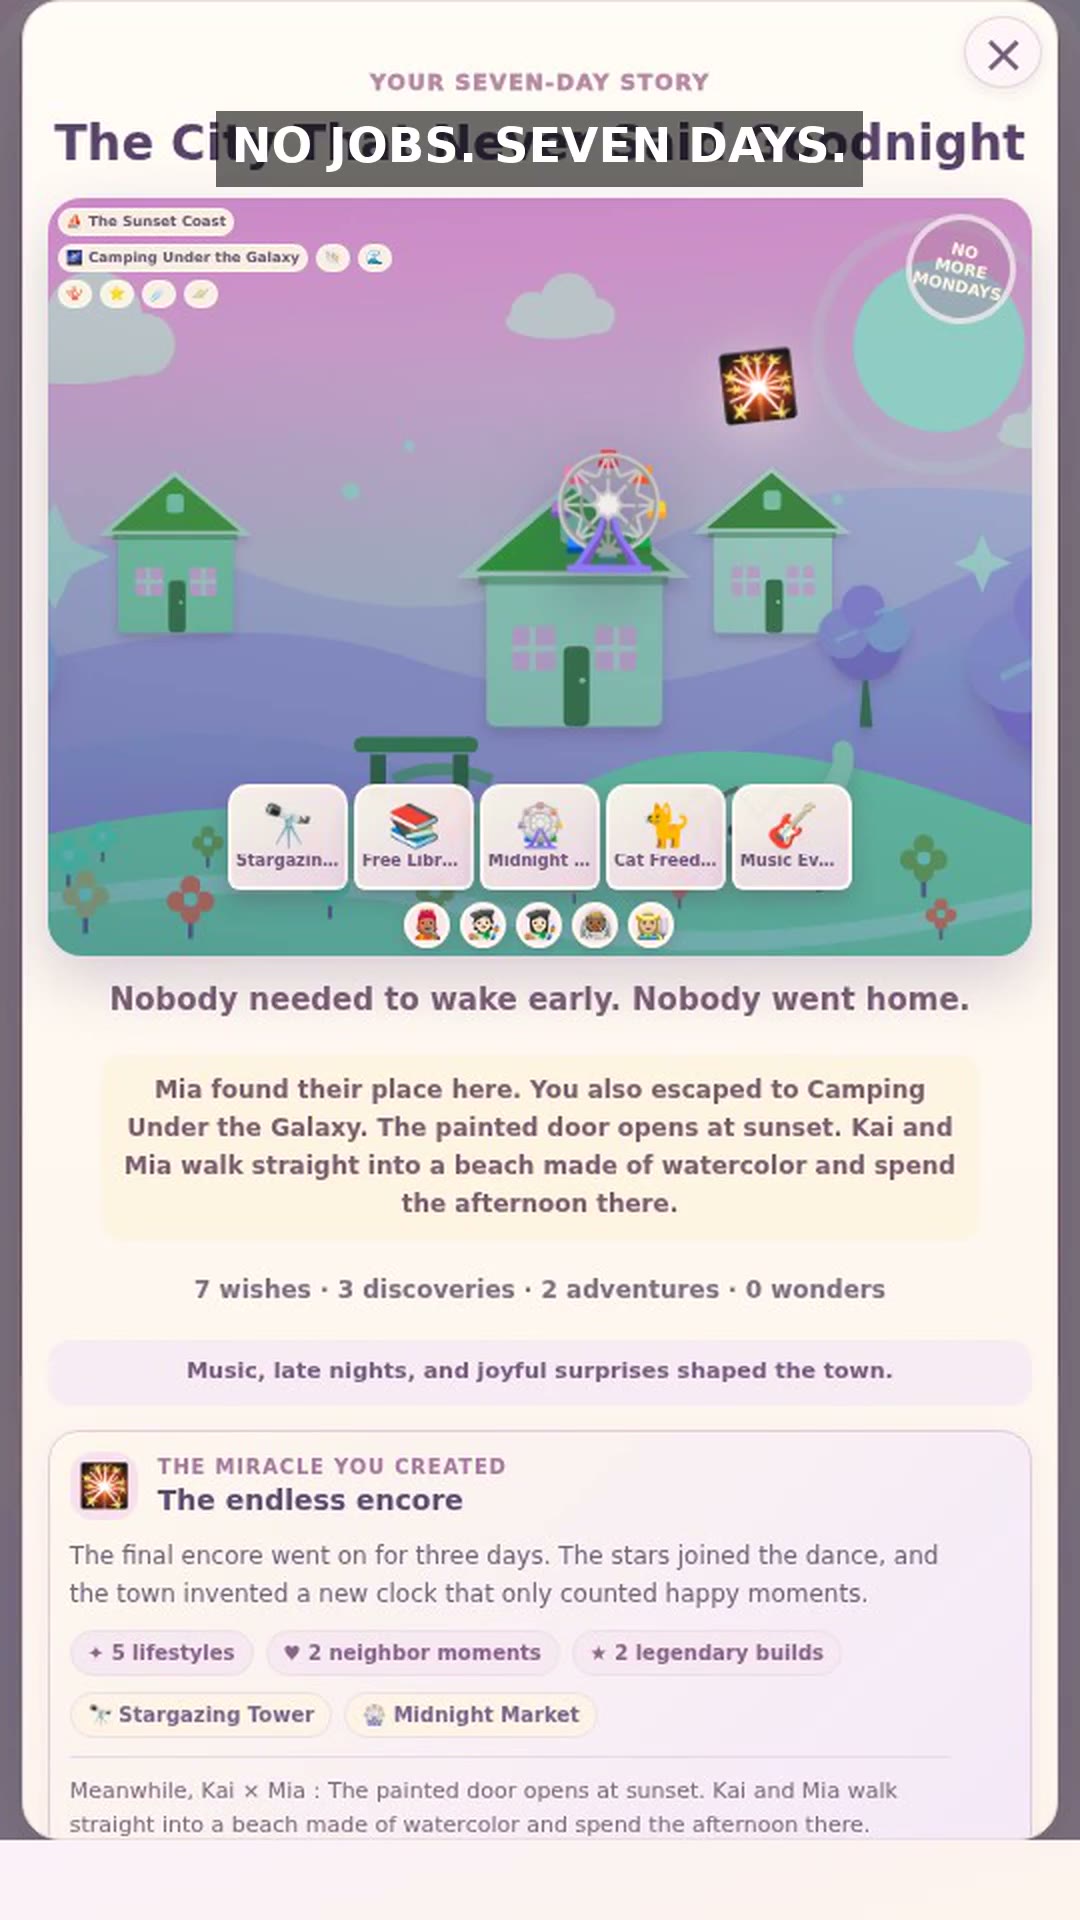 YOUR SEVEN-DAY STORY
The City That Never Said Goodnight
NO JOBS. SEVEN DAYS.
The Sunset Coast
Camping Under the Galaxy
NO
MORE
MONDAYS
Stargazin...
Free Libr...
Midnight ...
Cat Freed...
Music Ev...
Nobody needed to wake early. Nobody went home.
Mia found their place here. You also escaped to Camping
Under the Galaxy. The painted door opens at sunset. Kai and
Mia walk straight into a beach made of watercolor and spend
the afternoon there.
7 wishes · 3 discoveries · 2 adventures · 0 wonders
Music, late nights, and joyful surprises shaped the town.
THE MIRACLE YOU CREATED
The endless encore
The final encore went on for three days. The stars joined the dance, and
the town invented a new clock that only counted happy moments.
✦ 5 lifestyles ♥ 2 neighbor moments ★ 2 legendary builds
Stargazing Tower Midnight Market
Meanwhile, Kai × Mia : The painted door opens at sunset. Kai and Mia walk
straight into a beach made of watercolor and spend the afternoon there.